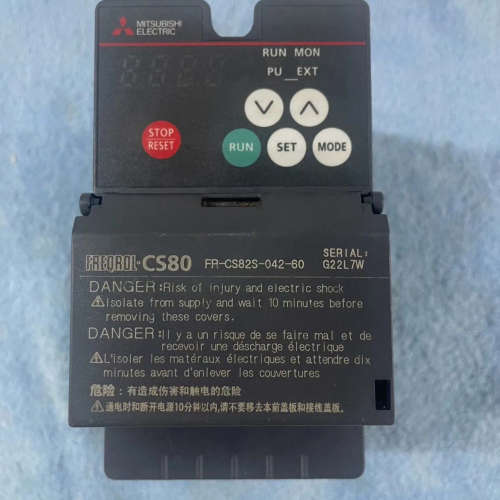 MITSUBISHI
ELECTRIC
RUN MON
PU EXT
STOP
RESET
RUN
SET
MODE
FREQROL-CS80 FR-CS82S-042-60 SERIAL: G22L7W
DANGER:Risk of injury and electric shock
Isolate from supply and wait 10 minutes before
removing these covers.
DANGER:Il y a un risque de se faire mal et de
recevoir une déscharge électrique
L'isoler les matéraux électriques et attendre dix
minutes avant d'enlever les couvertures
危险：有造成伤害和触电的危险
通电时和断开电源10分钟以内,请不要移去本前盖板和接线盖板.